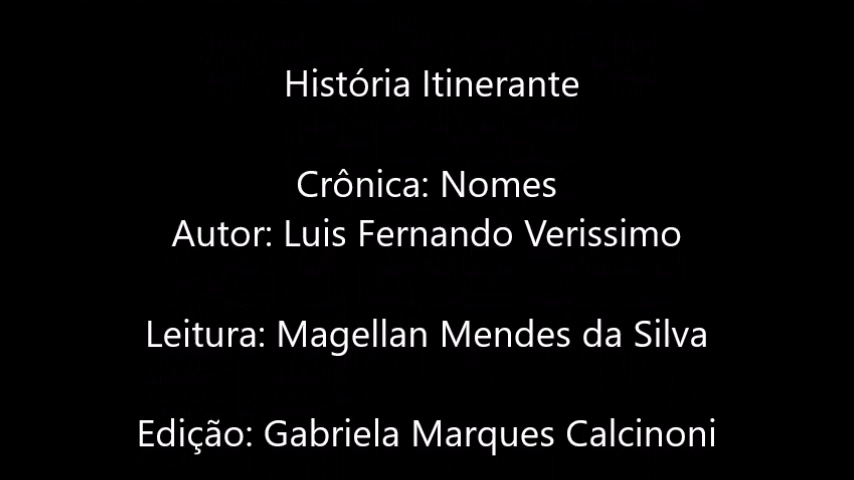 História Itinerante
Crônica: Nomes
Autor: Luis Fernando Verissimo
Leitura: Magellan Mendes da Silva
Edição: Gabriela Marques Calcinoni